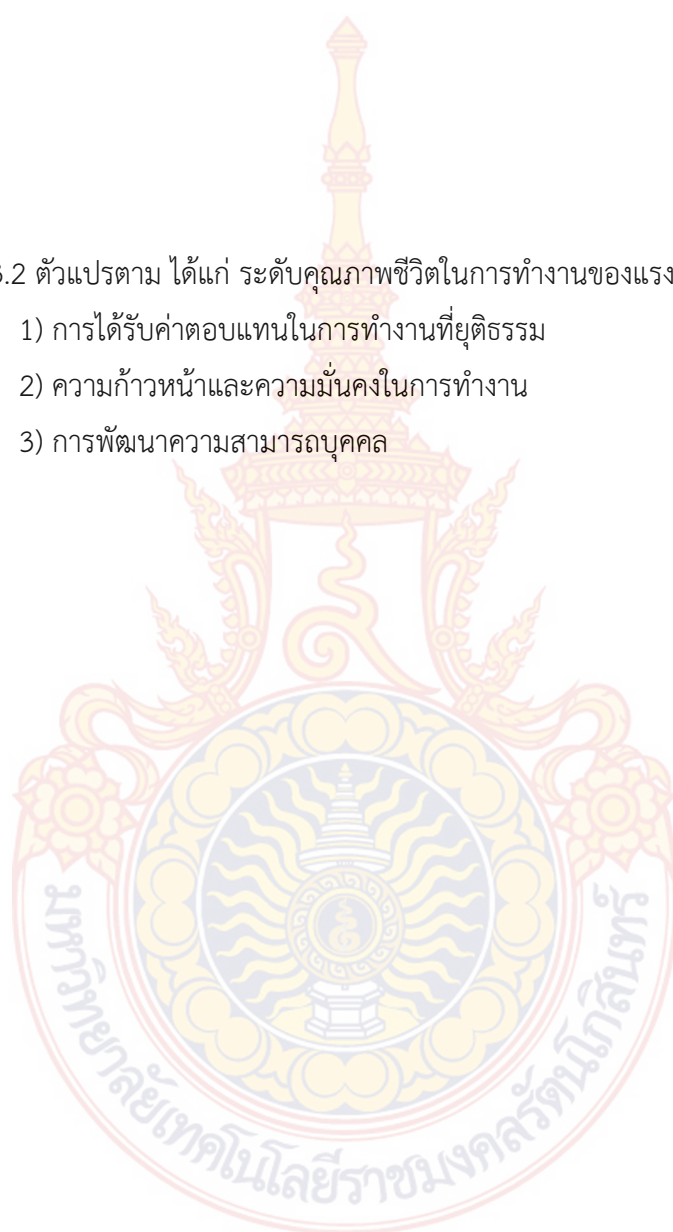 .2 ตัวแปรตาม ได้แก่ ระดับคุณภาพชีวิตในการทำงานของแรง
1) การได้รับค่าตอบแทนในการทำงานที่ยุติธรรม
2) ความก้าวหน้าและความมั่นคงในการทำงาน
3) การพัฒนาความสามารถบุคคล
มหาวิทยาลัยเทคโนโลยีราชมงคลรัตนโกสินทร์